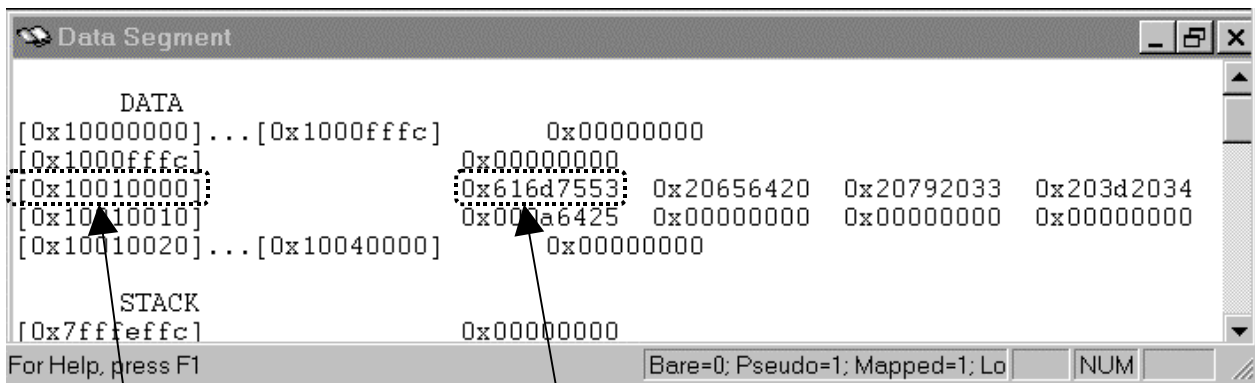 Data Segment
DATA
[0x10000000]...[0x1000fffc] 0x00000000
[0x1000fffc] 0x00000000
[0x10010000] 0x616d7553 0x20656420 0x20792033 0x203d2034
[0x10010010] 0x000a6425 0x00000000 0x00000000 0x00000000
[0x10010020]...[0x10040000] 0x00000000
STACK
[0x7fffeffc] 0x00000000
For Help, press F1 Bare=0; Pseudo=1; Mapped=1; Lo NUM